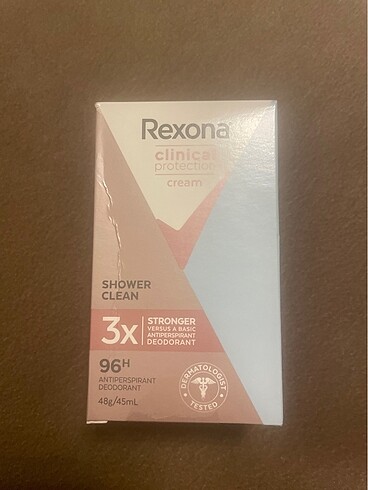 Rexona
clinical
protection
cream
SHOWER
CLEAN
3x
STRONGER
VERSUS A BASIC
ANTIPERSPIRANT
DEODORANT
96H
ANTIPERSPIRANT
DEODORANT
48g/45mL
DERMATOLOGIST
TESTED